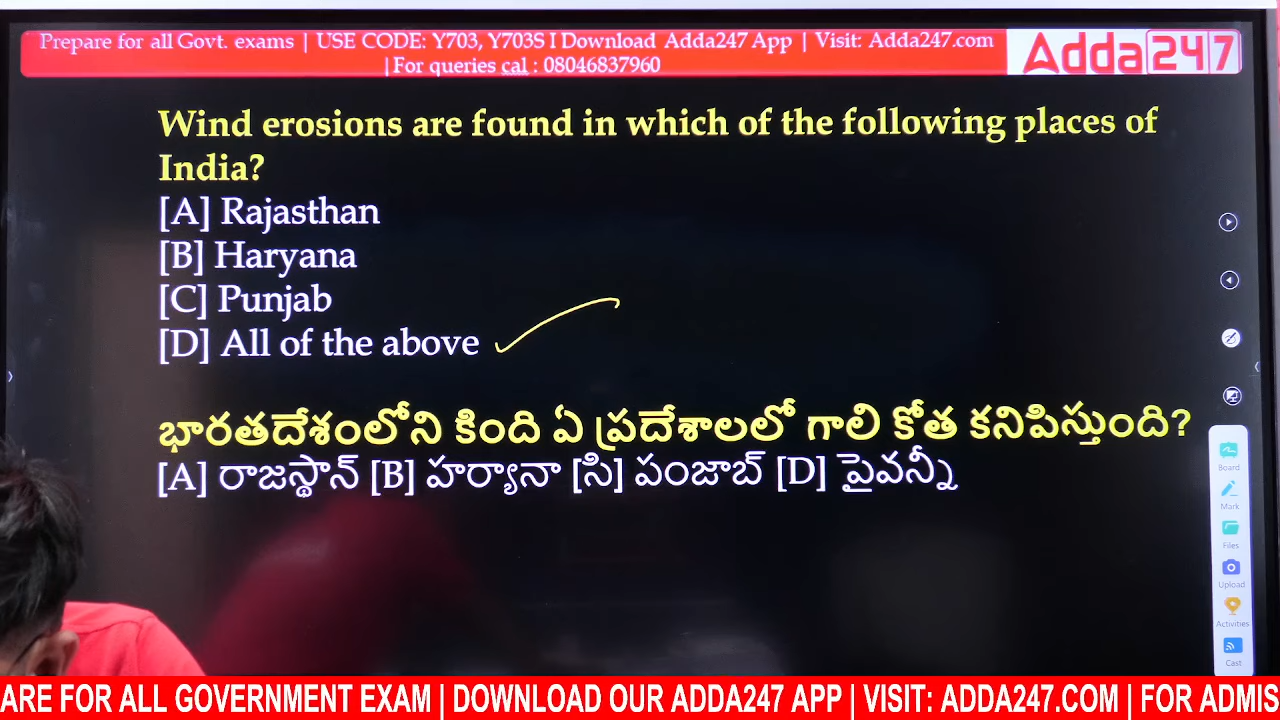 Prepare for all Govt. exams | USE CODE: Y703, Y703S I Download Adda247 App | Visit: Adda247.com
|For queries cal : 08046837960
Adda247
Wind erosions are found in which of the following places of
India?
[A] Rajasthan
[B] Haryana
[C] Punjab
[D] All of the above
భారతదేశంలోని కింది ఏ ప్రదేశాలలో గాలి కోత కనిపిస్తుంది?
[A] రాజస్థాన్ [B] హర్యానా [సి] పంజాబ్ [D] పైవన్నీ
Board
Mark
Files
Upload
Activities
Cast
ARE FOR ALL GOVERNMENT EXAM | DOWNLOAD OUR ADDA247 APP | VISIT: ADDA247.COM | FOR ADMIS